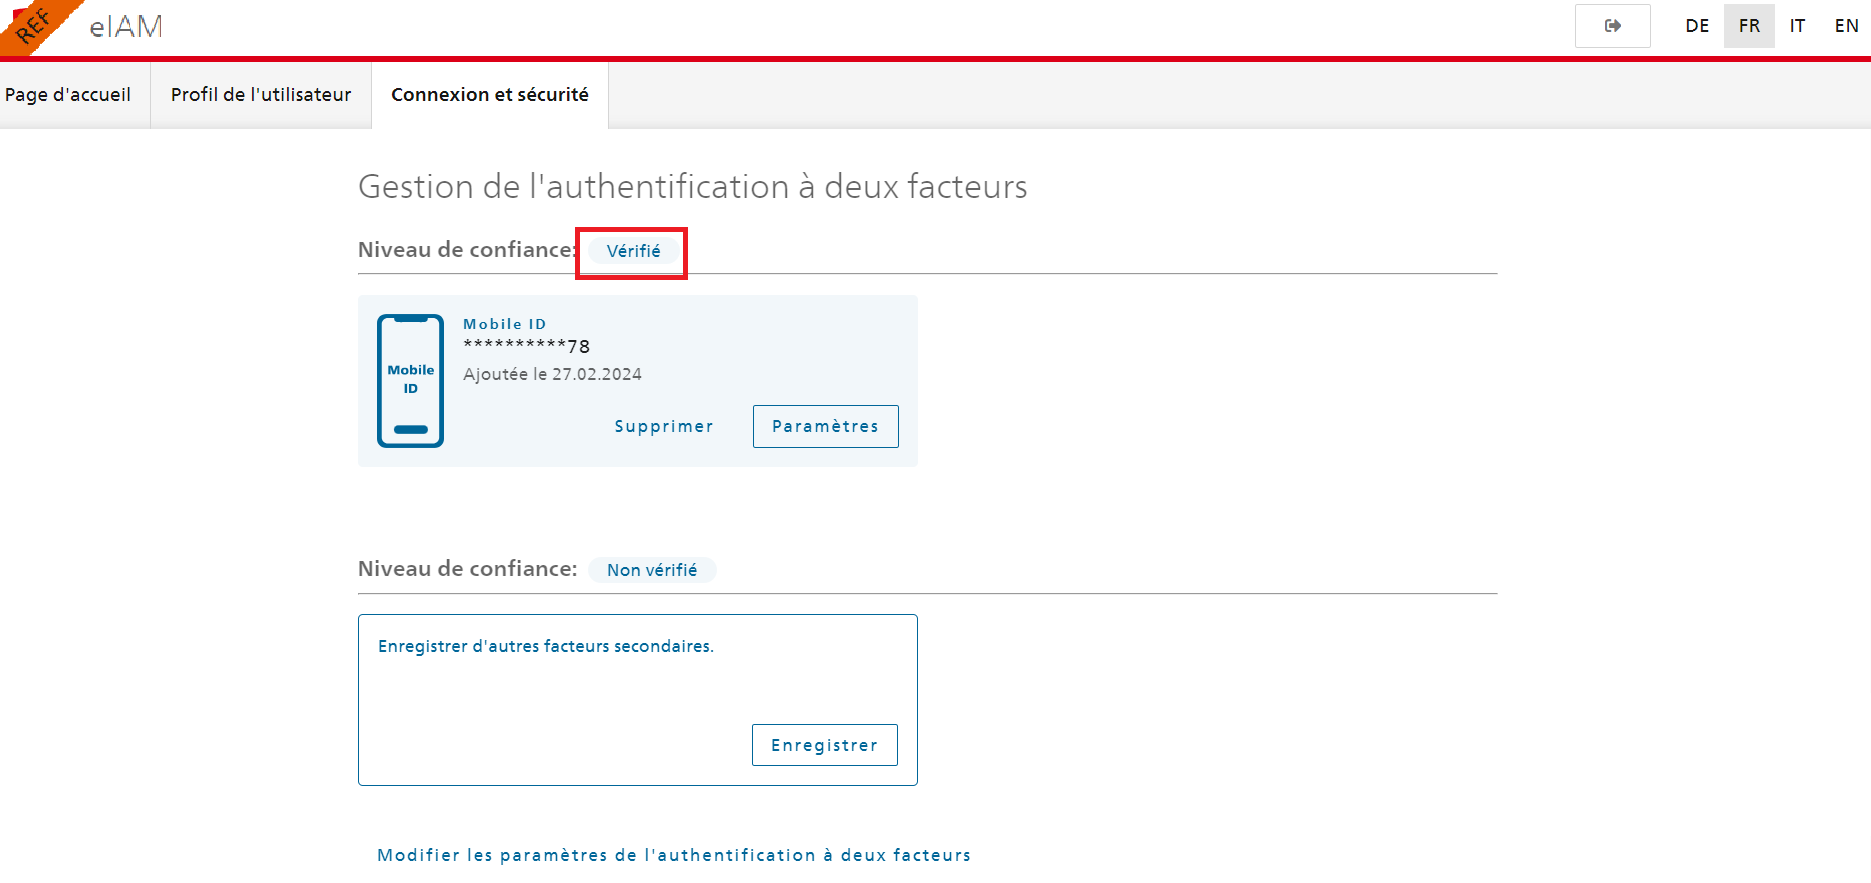 REF
eIAM
DE FR IT EN
Page d'accueil
Profil de l'utilisateur
Connexion et sécurité
Gestion de l'authentification à deux facteurs
Niveau de confiance: Vérifié
Mobile ID
**********78
Ajoutée le 27.02.2024
Mobile
ID
Supprimer
Paramètres
Niveau de confiance: Non vérifié
Enregistrer d'autres facteurs secondaires.
Enregistrer
Modifier les paramètres de l'authentification à deux facteurs